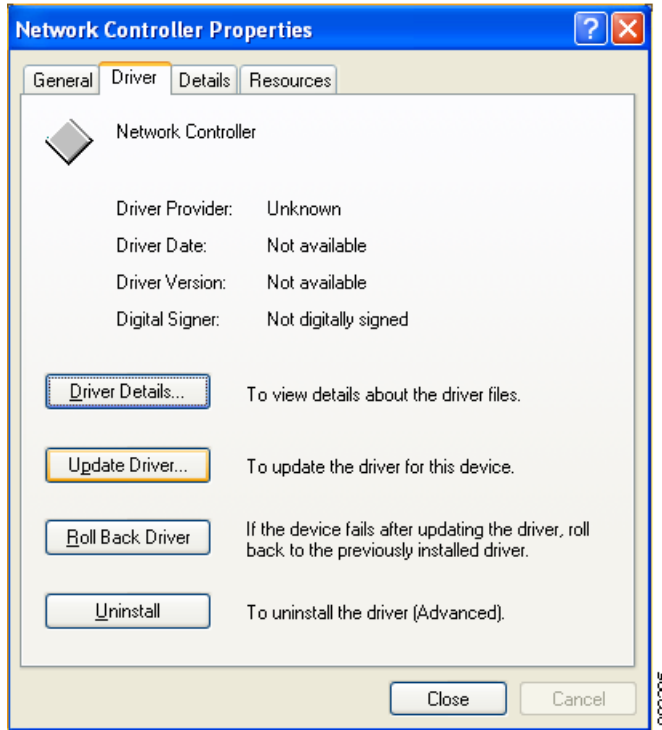 Network Controller Properties
General Driver Details Resources
Network Controller
Driver Provider: Unknown
Driver Date: Not available
Driver Version: Not available
Digital Signer: Not digitally signed
Driver Details... To view details about the driver files.
Update Driver... To update the driver for this device.
Roll Back Driver If the device fails after updating the driver, roll
back to the previously installed driver.
Uninstall To uninstall the driver (Advanced).
Close Cancel